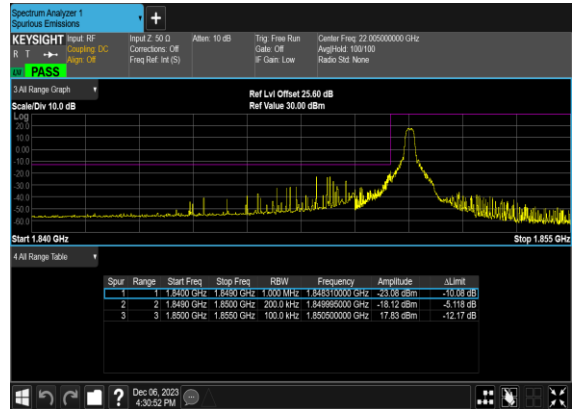 Spectrum Analyzer 1
Spurious Emissions
KEYSIGHT
R T
LW PASS
Input: RF
Coupling: DC
Align: Off
Input Z: 50 Ω
Corrections: Off
Freq Ref: Int (S)
Atten: 10 dB
Trig: Free Run
Gate: Off
IF Gain: Low
Center Freq: 22.005000000 GHz
Avg|Hold: 100/100
Radio Std: None
3 All Range Graph
Ref Lvl Offset 25.60 dB
Scale/Div 10.0 dB
Ref Value 30.00 dBm
Log
20.0
10.0
0.00
-10.0
-20.0
-30.0
-40.0
-50.0
-60.0
Start 1.840 GHz
Stop 1.855 GHz
4 All Range Table
Spur Range Start Freq Stop Freq RBW Frequency Amplitude ΔLimit
1 1 1.8400 GHz 1.8490 GHz 1.000 MHz 1.848310000 GHz -23.08 dBm -10.08 dB
2 2 1.8490 GHz 1.8500 GHz 200.0 kHz 1.849995000 GHz -18.12 dBm -5.118 dB
3 3 1.8500 GHz 1.8550 GHz 100.0 kHz 1.850500000 GHz 17.83 dBm -12.17 dB
?
Dec 06, 2023
4:30:52 PM